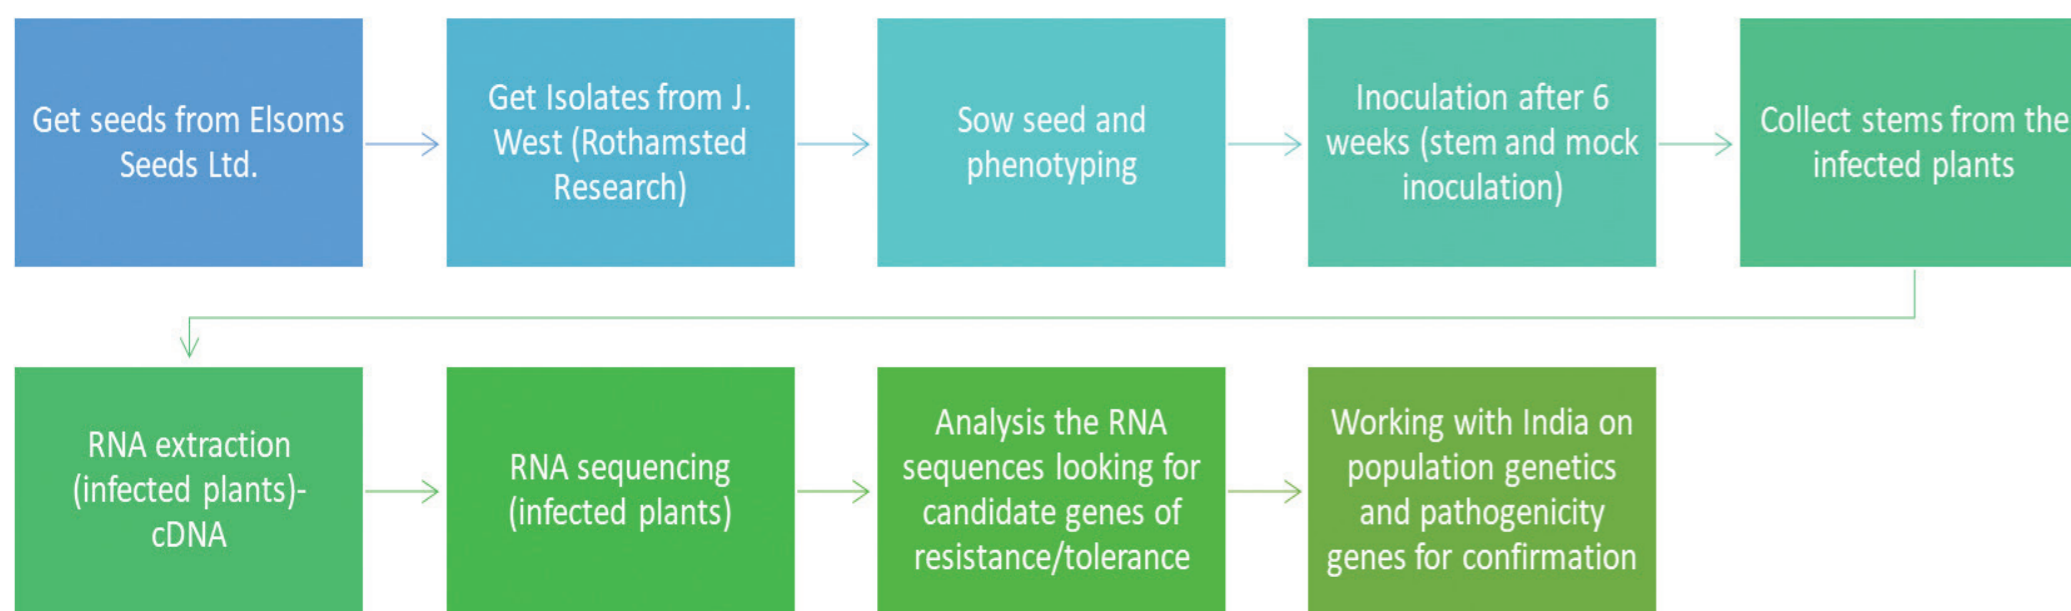 Get seeds from Elsoms
Seeds Ltd.
Get Isolates from J.
West (Rothamsted
Research)
Sow seed and
phenotyping
Inoculation after 6
weeks (stem and mock
inoculation)
Collect stems from the
infected plants
RNA extraction
(infected plants)-
cDNA
RNA sequencing
(infected plants)
Analysis the RNA
sequences looking for
candidate genes of
resistance/tolerance
Working with India on
population genetics
and pathogenicity
genes for confirmation